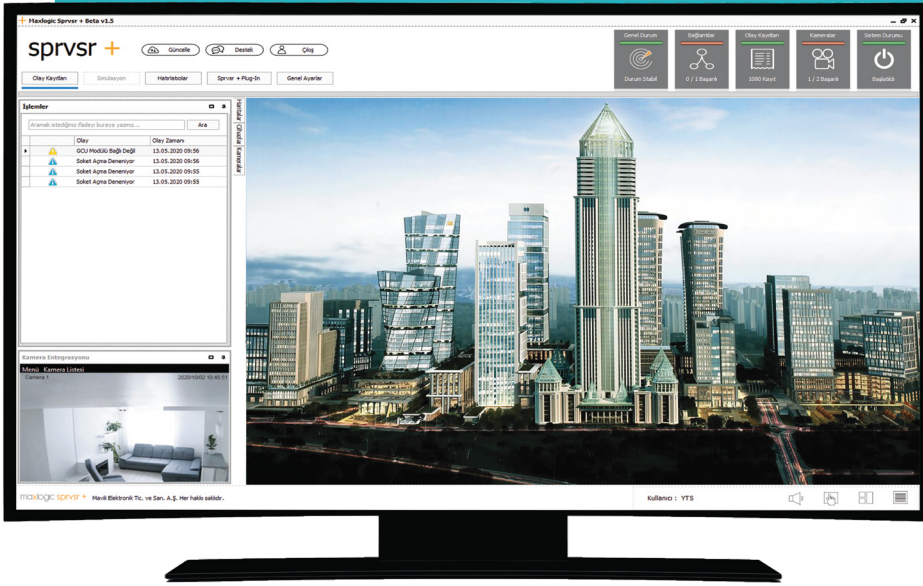 Maxlogic Sprvsr + Beta v1.5
sprvsr +
Güncelle
Destek
Çıkış
Olay Kayıtları
Simülasyon
Hatırlatıcılar
Sprvsr + Plug-In
Genel Ayarlar
Genel Durum
Durum Stabil
Bağlantılar
0 / 1 Başarılı
Olay Kayıtları
1000 Kayıt
Kameralar
1 / 2 Başarılı
Sistem Durumu
Başlatıldı
İşlemler
Aramak istediğiniz ifadeyi buraya yazınız...
Ara
Olay Olay Zamanı
GCU Modülü Bağlı Değil 13.05.2020 09:56
Soket Açma Deneniyor 13.05.2020 09:56
Soket Açma Deneniyor 13.05.2020 09:55
Soket Açma Deneniyor 13.05.2020 09:55
Haritalar
Cihazlar
Kameralar
Kamera Entegrasyonu
Menü Kamera Listesi
Camera 1 2020/10/02 10:45:51
maxlogic sprvsr + Mavili Elektronik Tic. ve San. A.Ş. Her hakkı saklıdır.
Kullanıcı : YTS